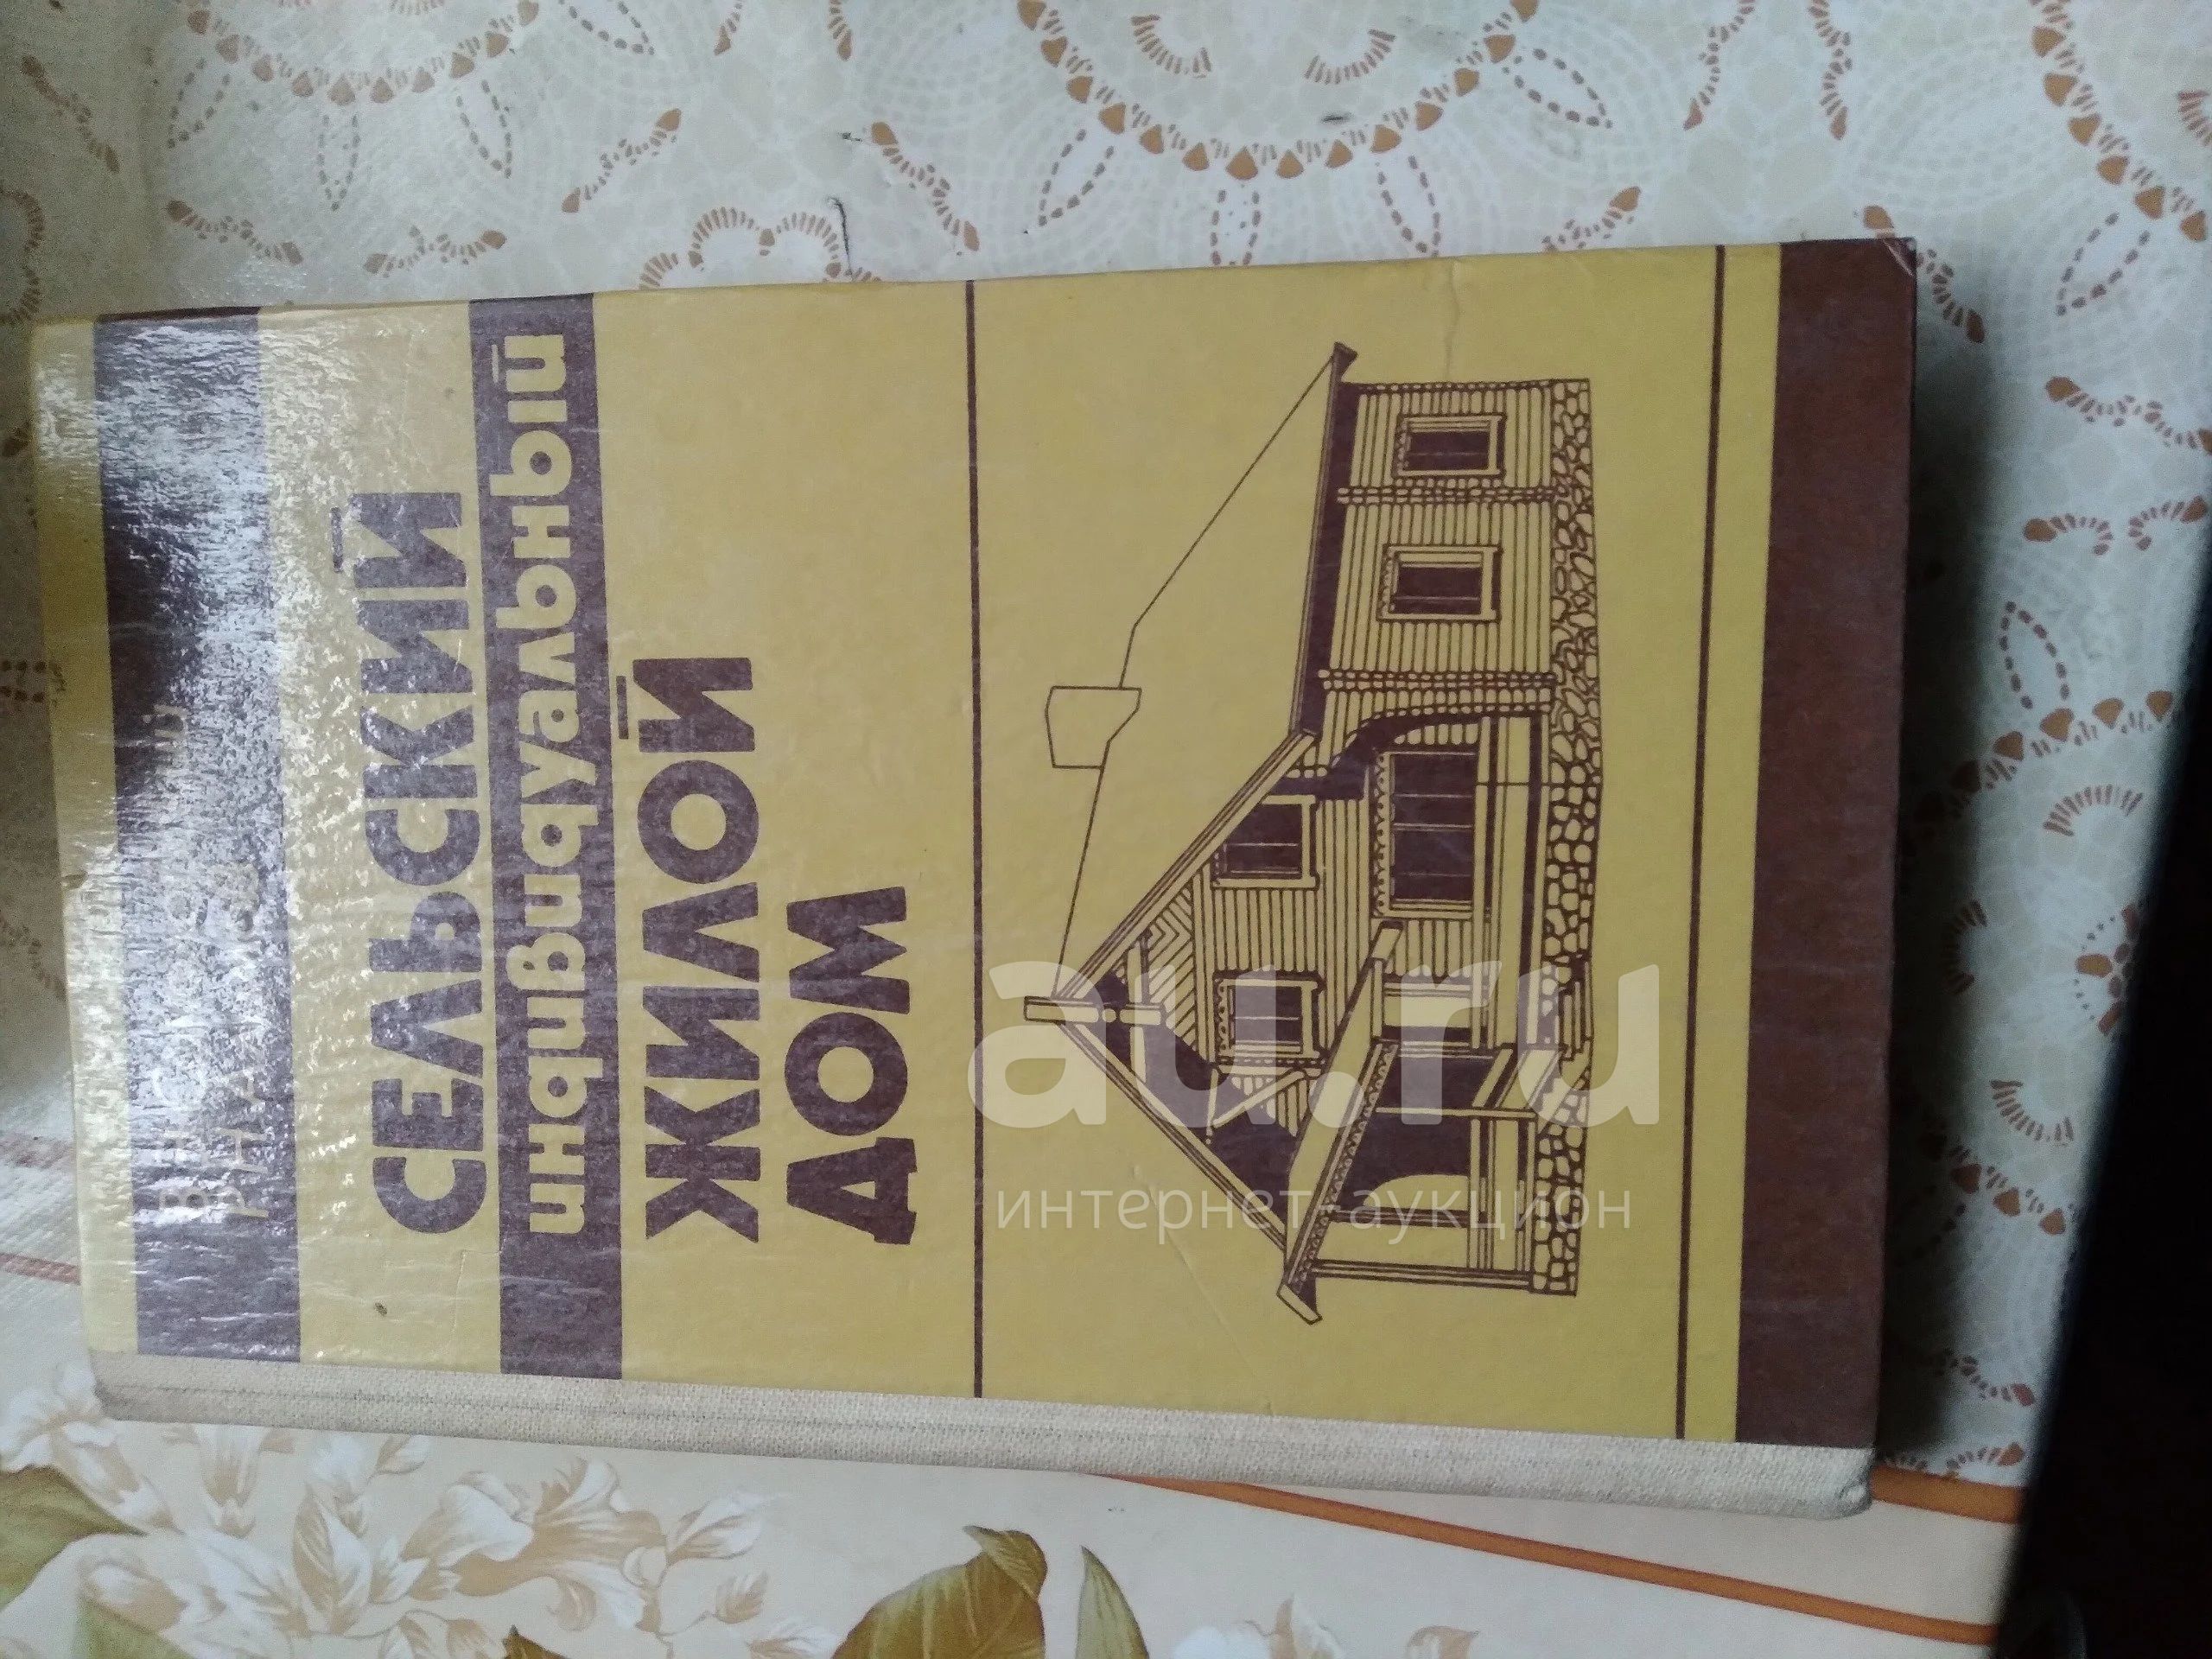 СЕЛЬСКИЙ
индивидуальный
ЖИЛОЙ
ДОМ
au.ru
интернет-аукцион